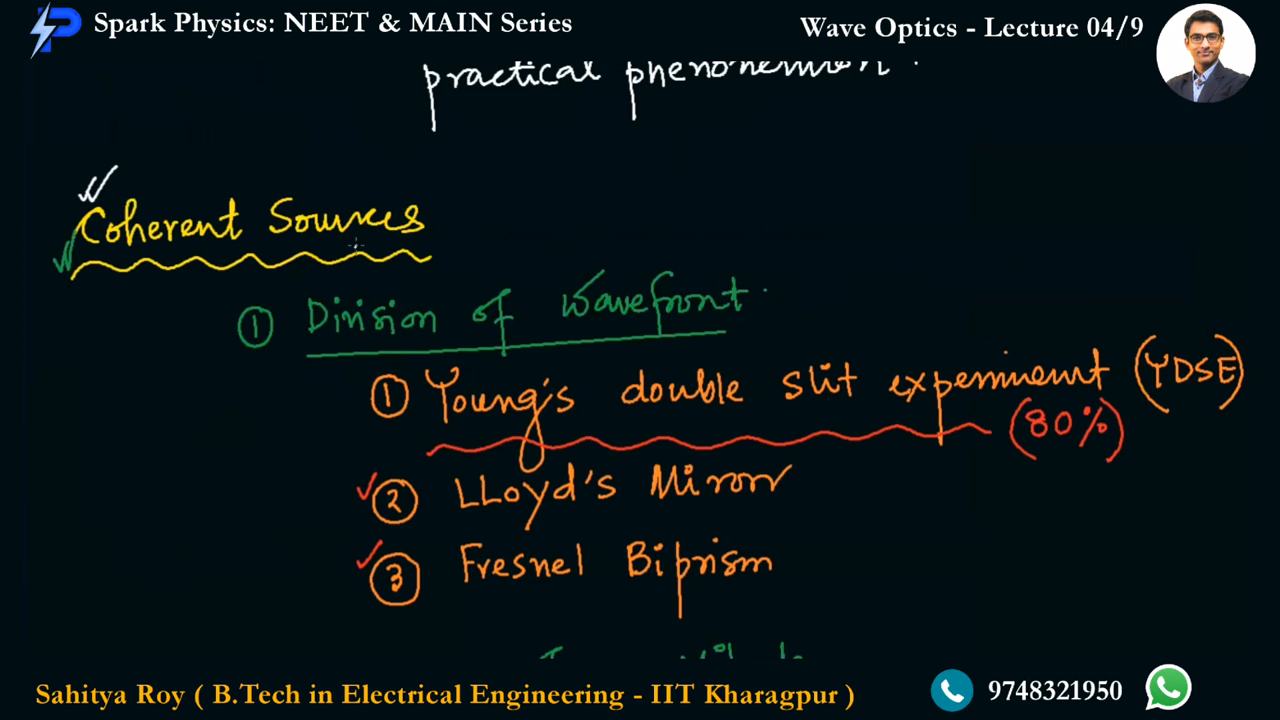 Spark Physics: NEET & MAIN Series
Wave Optics - Lecture 04/9
practical phenomenon.
Coherent Sources
① Division of wavefront.
① Young's double slit experiment (YDSE)
(80%)
② LLoyd's Mirror
③ Fresnel Biprism
Sahitya Roy ( B.Tech in Electrical Engineering - IIT Kharagpur )
9748321950